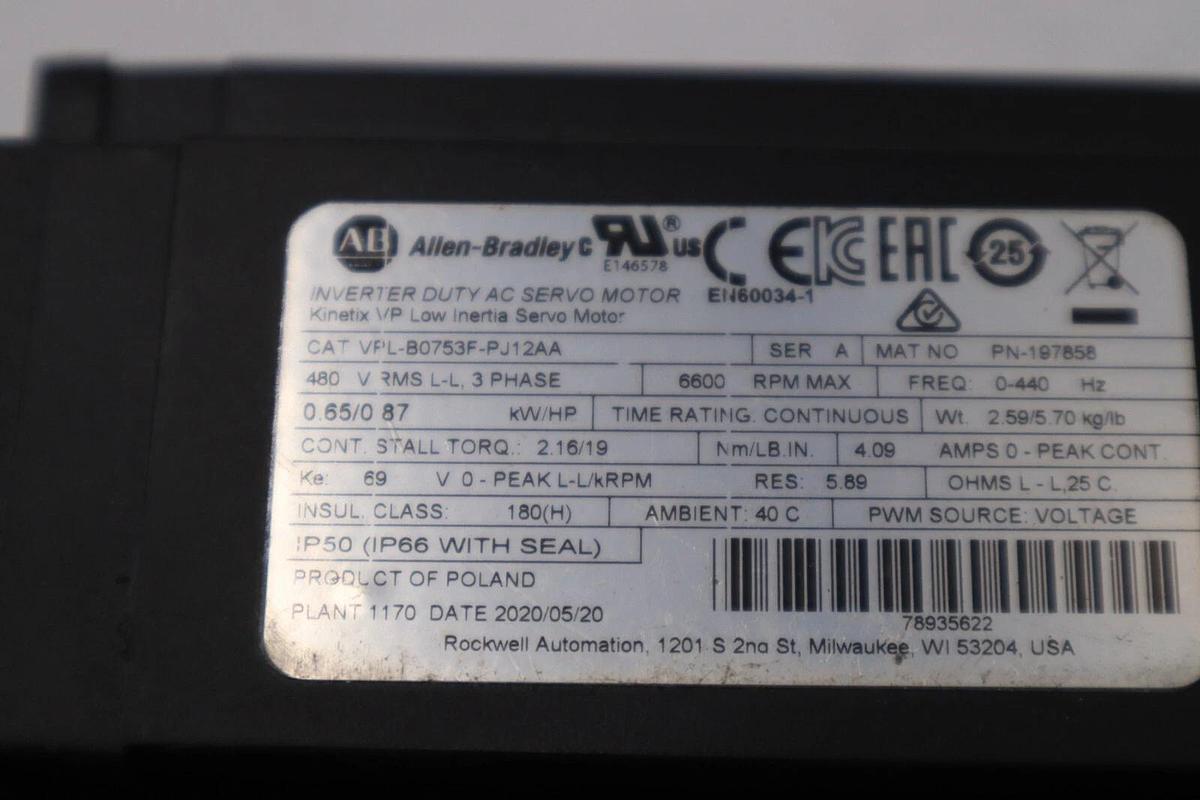 AB Allen-Bradley c RU ® US CE KC EAC 25
E146578
INVERTER DUTY AC SERVO MOTOR EN60034-1
Kinetix VP Low Inertia Servo Motor
CAT VPL-B0753F-PJ12AA SER A MAT NO PN-197858
480 V RMS L-L, 3 PHASE 6600 RPM MAX FREQ: 0-440 Hz
0.65/0.87 kW/HP TIME RATING: CONTINUOUS Wt. 2.59/5.70 kg/lb
CONT. STALL TORQ.: 2.16/19 Nm/LB.IN. 4.09 AMPS 0 - PEAK CONT.
Ke: 69 V 0 - PEAK L-L/kRPM RES: 5.89 OHMS L - L,25 C.
INSUL. CLASS: 180(H) AMBIENT: 40 C PWM SOURCE: VOLTAGE
IP50 (IP66 WITH SEAL)
PRODUCT OF POLAND
PLANT 1170 DATE 2020/05/20
78935622
Rockwell Automation, 1201 S 2nd St, Milwaukee, WI 53204, USA